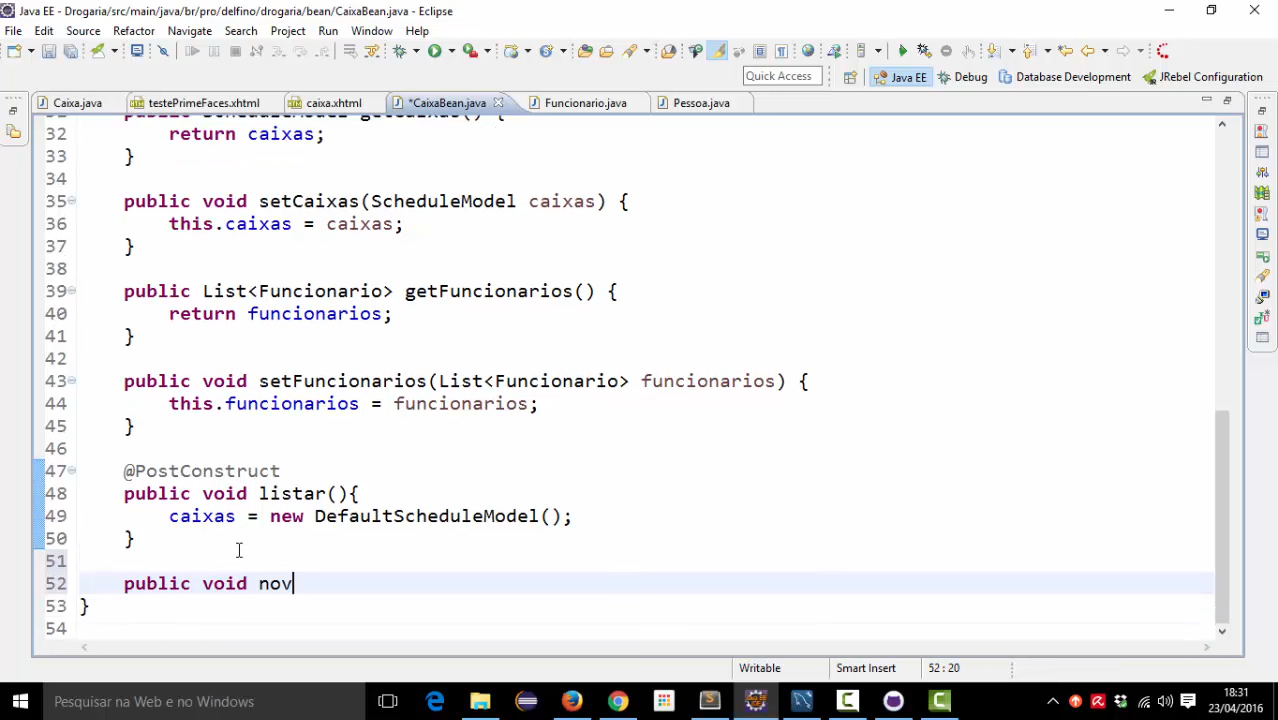 Java EE - Drogaria/src/main/java/br/pro/delfino/drogaria/bean/CaixaBean.java - Eclipse
File Edit Source Refactor Navigate Search Project Run Window Help
Quick Access Java EE Debug Database Development JRebel Configuration
Caixa.java testePrimeFaces.xhtml caixa.xhtml *CaixaBean.java Funcionario.java Pessoa.java
31 public ScheduleModel getCaixas() {
32 return caixas;
33 }
34
35 public void setCaixas(ScheduleModel caixas) {
36 this.caixas = caixas;
37 }
38
39 public List<Funcionario> getFuncionarios() {
40 return funcionarios;
41 }
42
43 public void setFuncionarios(List<Funcionario> funcionarios) {
44 this.funcionarios = funcionarios;
45 }
46
47 @PostConstruct
48 public void listar(){
49 caixas = new DefaultScheduleModel();
50 }
51
52 public void nov
53 }
54
Writable Smart Insert 52 : 20
Pesquisar na Web e no Windows 18:31
23/04/2016